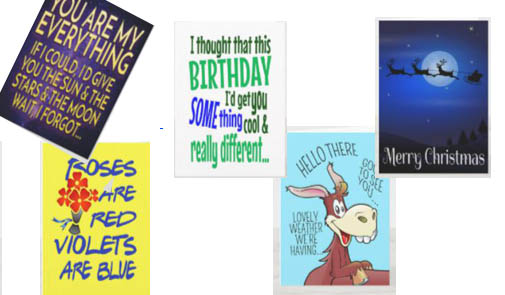 YOU ARE MY
EVERYTHING
IF I COULD, I'D GIVE
YOU THE SUN & THE
STARS & THE MOON
WAIT! I FORGOT...
I thought that this
BIRTHDAY
I'd get you
SOMEthing
cool &
really different...
Merry Christmas
ROSES
ARE
RED
VIOLETS
ARE BLUE
HELLO THERE
GOOD
TO SEE
YOU...
LOVELY
WEATHER
WE'RE
HAVING...